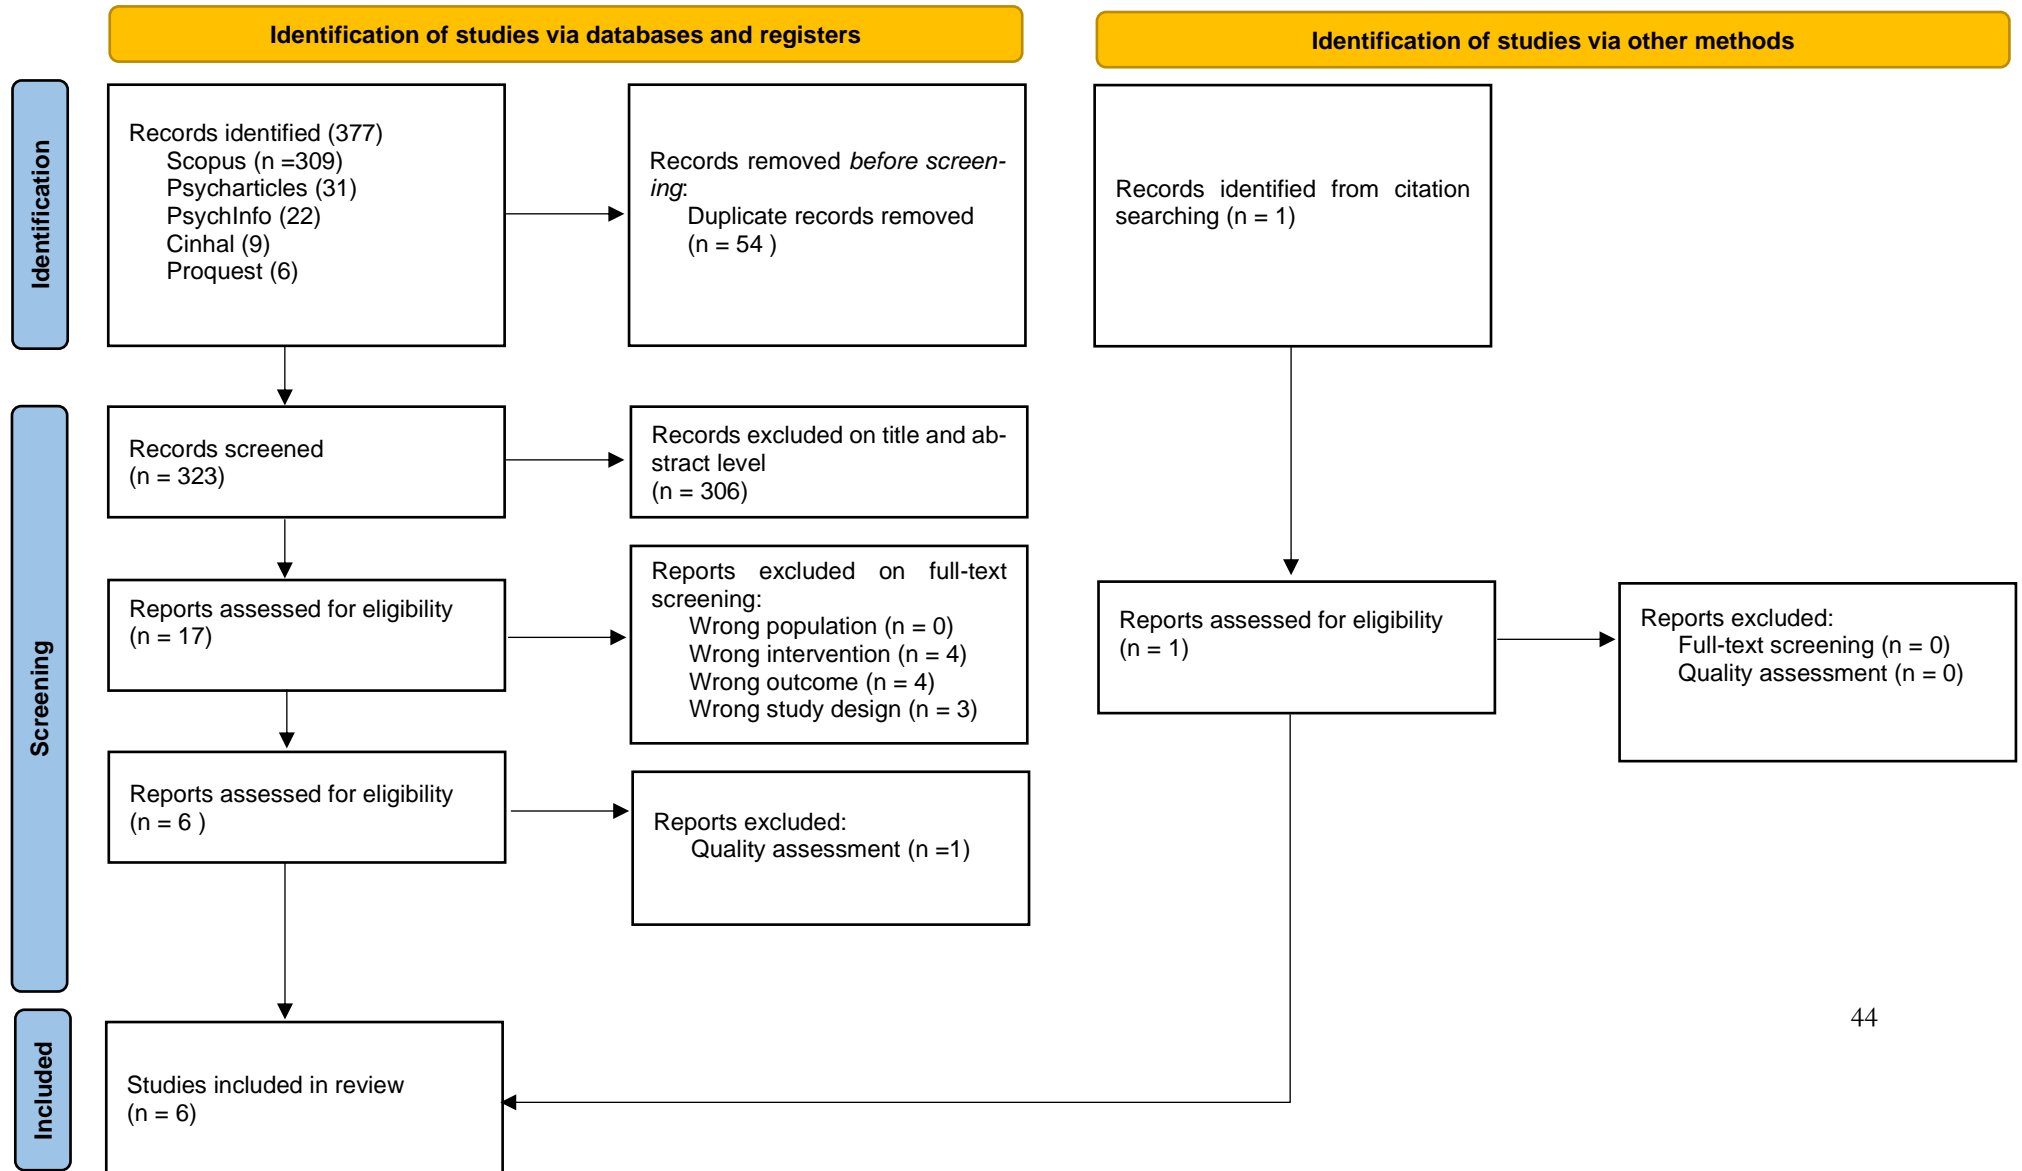 Identification of studies via databases and registers
Identification of studies via other methods
Identification
Records identified (377)
Scopus (n =309)
Psycharticles (31)
PsychInfo (22)
Cinhal (9)
Proquest (6)
Records removed before screen-
ing:
Duplicate records removed
(n = 54 )
Records identified from citation
searching (n = 1)
Screening
Records screened
(n = 323)
Records excluded on title and ab-
stract level
(n = 306)
Reports assessed for eligibility
(n = 17)
Reports excluded on full-text
screening:
Wrong population (n = 0)
Wrong intervention (n = 4)
Wrong outcome (n = 4)
Wrong study design (n = 3)
Reports assessed for eligibility
(n = 1)
Reports excluded:
Full-text screening (n = 0)
Quality assessment (n = 0)
Reports assessed for eligibility
(n = 6 )
Reports excluded:
Quality assessment (n =1)
Included
Studies included in review
(n = 6)
44